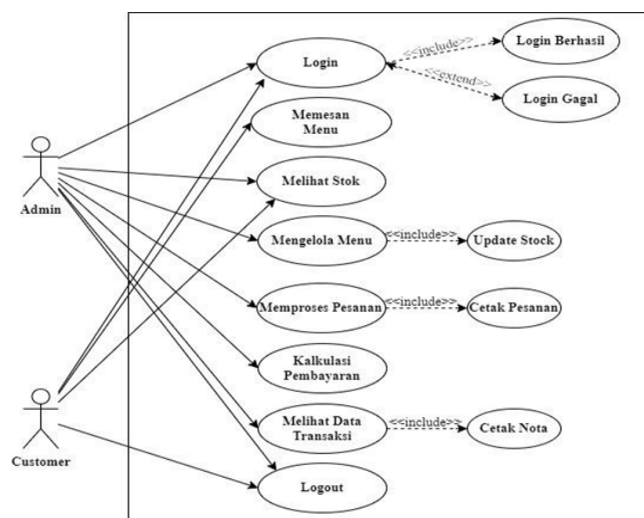 Login
<<include>>
Login Berhasil
<<extend>>
Login Gagal
Memesan
Menu
Admin
Melihat Stok
Mengelola Menu
<<include>>
Update Stock
Memproses Pesanan
<<include>>
Cetak Pesanan
Kalkulasi
Pembayaran
Customer
Melihat Data
Transaksi
<<include>>
Cetak Nota
Logout